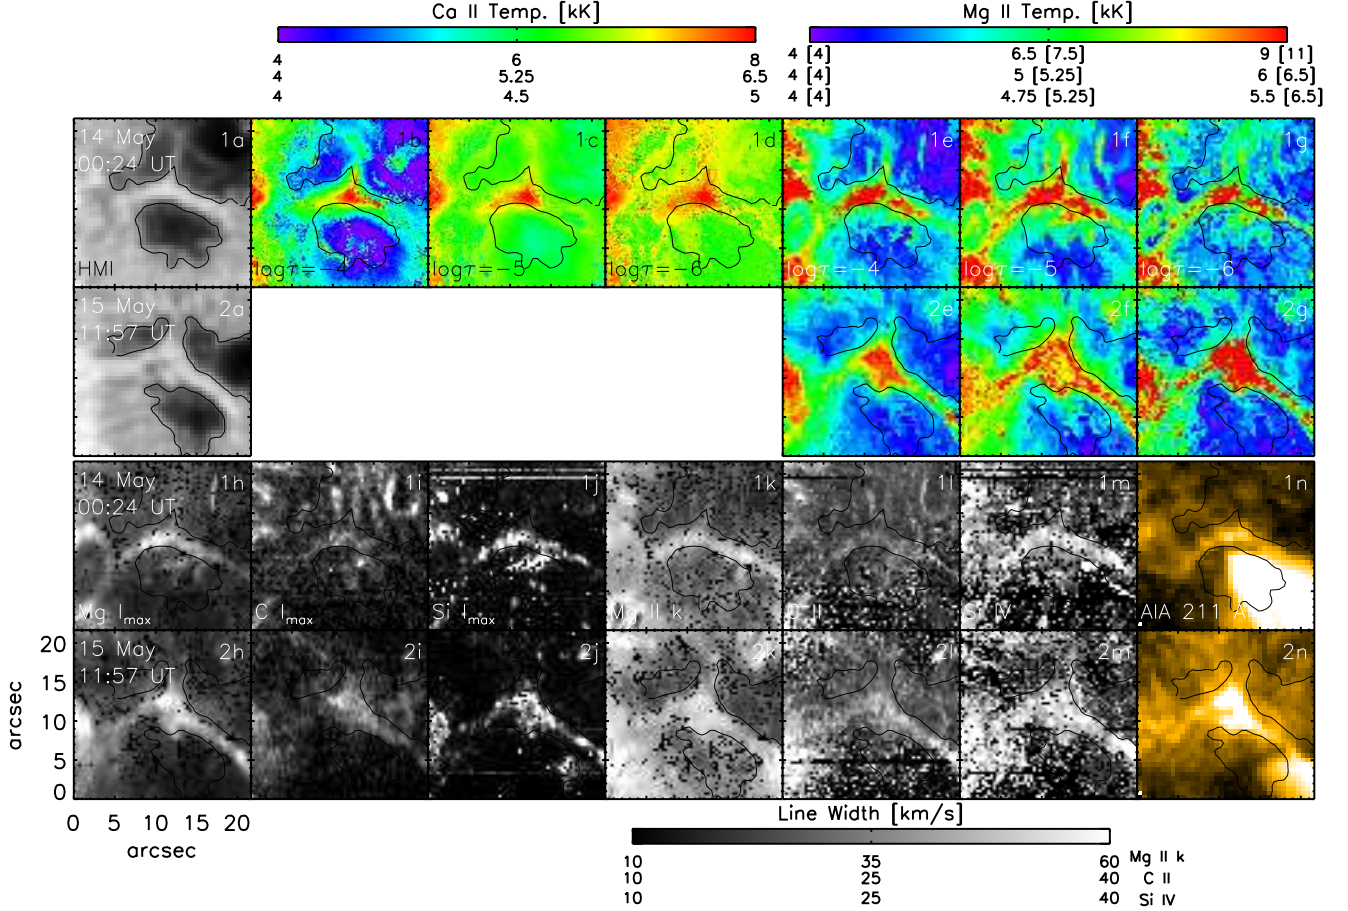 Ca II Temp. [kK]
Mg II Temp. [kK]
4 6 8
4 5.25 6.5
4 4.5 5
4 [4] 6.5 [7.5] 9 [11]
4 [4] 5 [5.25] 6 [6.5]
4 [4] 4.75 [5.25] 5.5 [6.5]
14 May 1a 1b 1c 1d 1e 1f 1g
00:24 UT
HMI logτ=−4 logτ=−5 logτ=−6 logτ=−4 logτ=−5 logτ=−6
15 May 2a 2e 2f 2g
11:57 UT
14 May 1h 1i 1j 1k 1l 1m 1n
00:24 UT
Mg Imax C Imax Si Imax Mg II k C II Si IV AIA 211 A
15 May 2h 2i 2j 2k 2l 2m 2n
11:57 UT
20
15
10
5
0
arcsec
0 5 10 15 20
arcsec
Line Width [km/s]
10 35 60 Mg II k
10 25 40 C II
10 25 40 Si IV